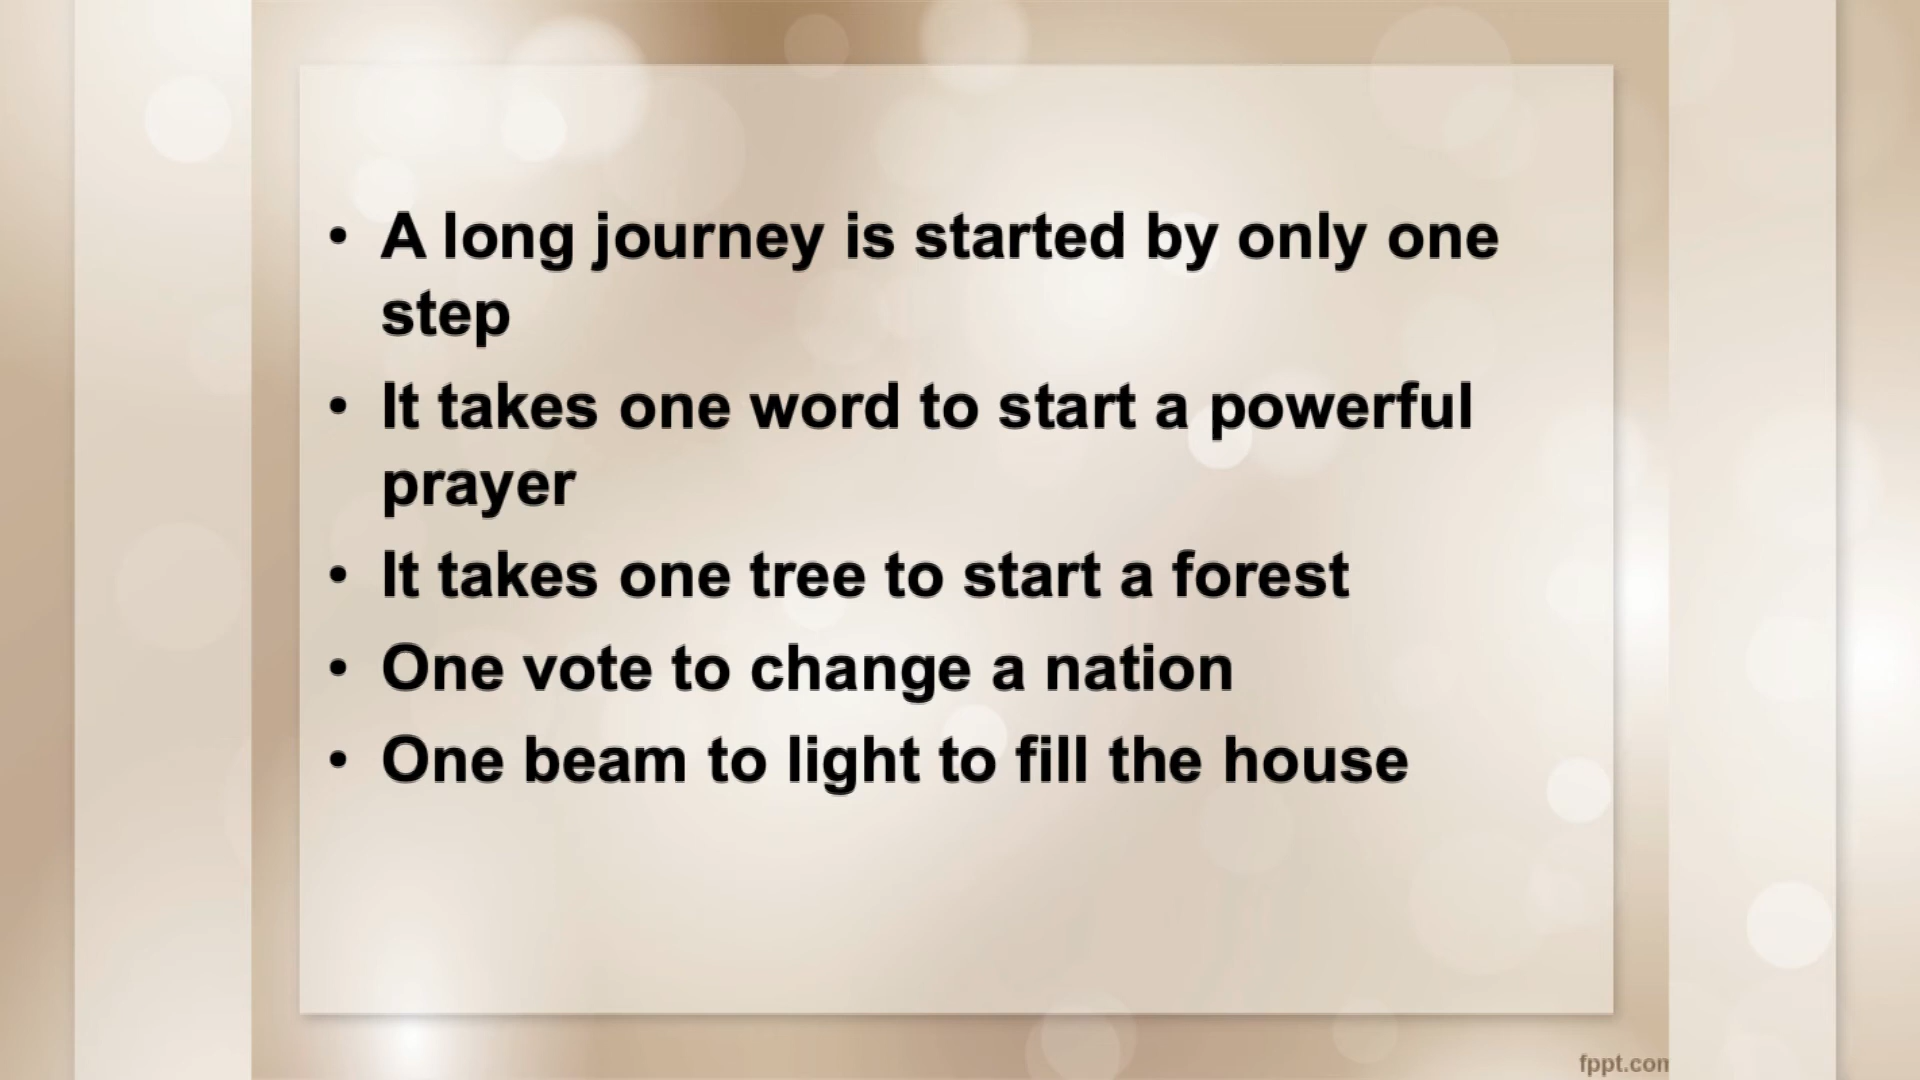 • A long journey is started by only one
step
• It takes one word to start a powerful
prayer
• It takes one tree to start a forest
• One vote to change a nation
• One beam to light to fill the house
fppt.com